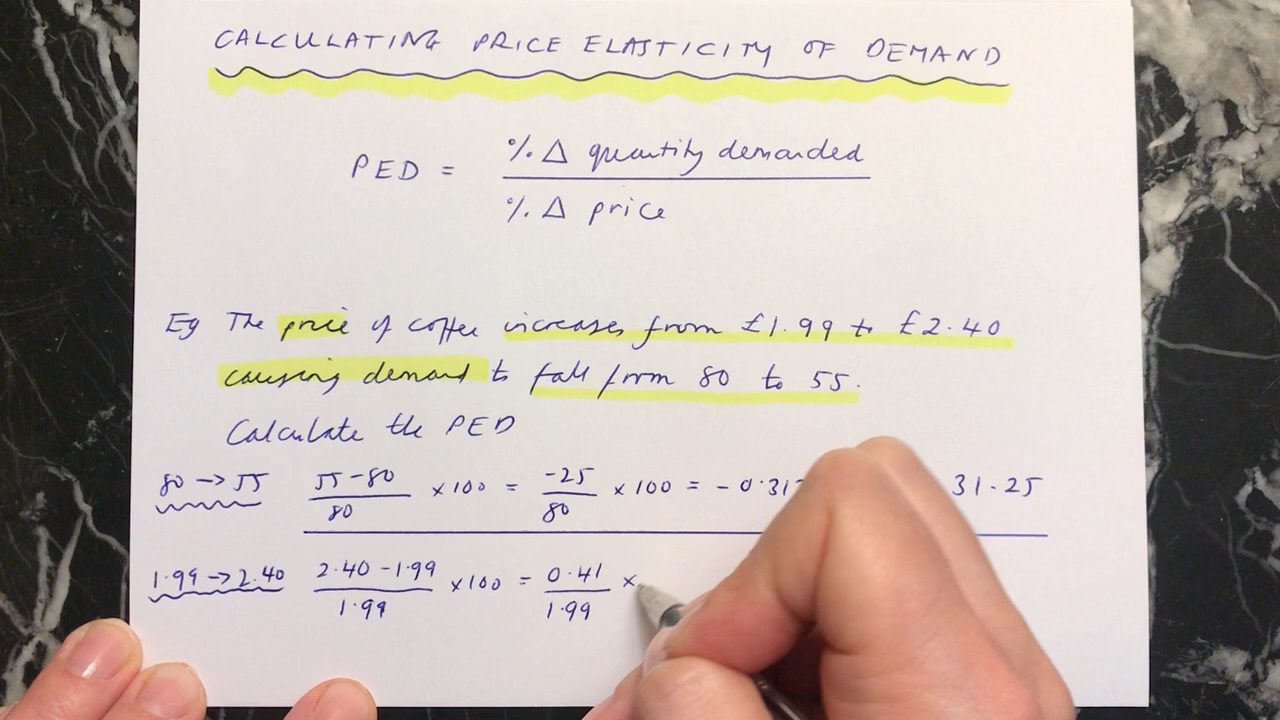 CALCULATING PRICE ELASTICITY OF DEMAND
PED = % Δ quantity demanded
% Δ price
Eg The price of coffee increases from £1.99 to £2.40
causing demand to fall from 80 to 55.
Calculate the PED
80 → 55 55-80 / 80 ×100 = -25 / 80 ×100 = - 0.31 31.25
1.99 → 2.40 2.40 - 1.99 / 1.99 ×100 = 0.41 / 1.99 ×